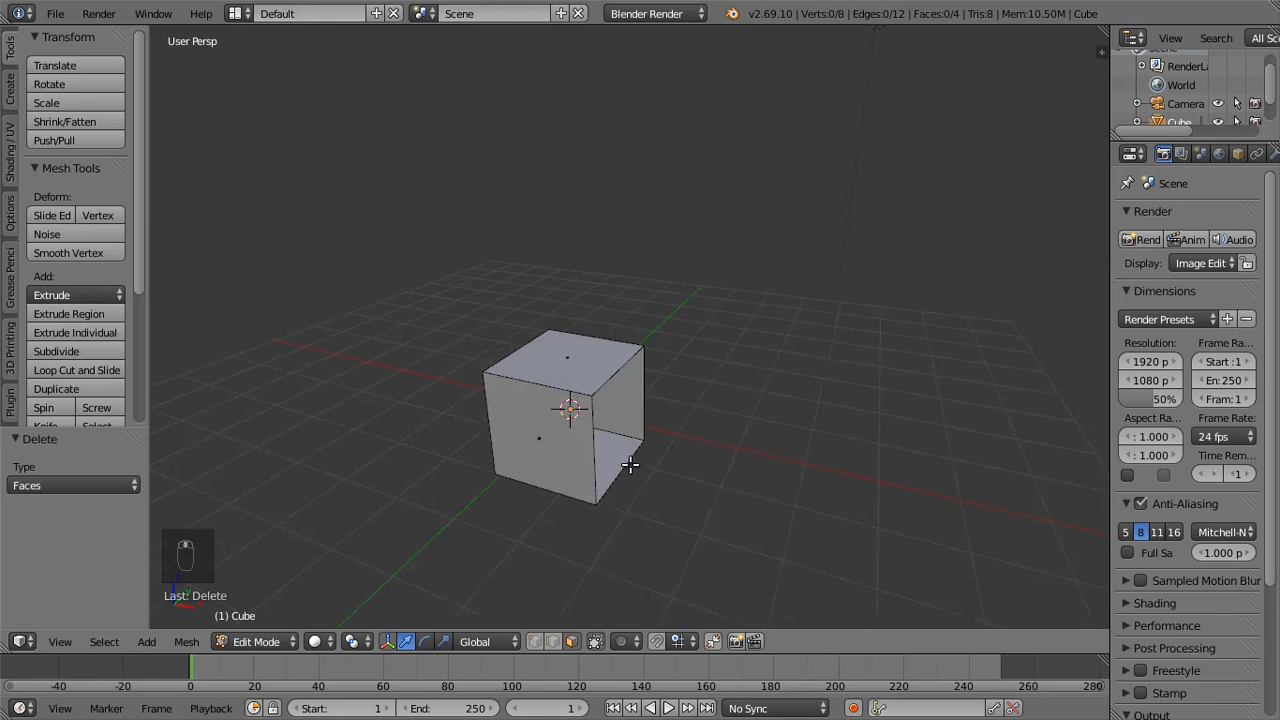 File Render Window Help Default Scene Blender Render v2.69.10 | Verts:0/8 | Edges:0/12 | Faces:0/4 | Tris:8 | Mem:10.50M | Cube
View Search All Sc
Scene
RenderLa
World
Camera
Cube
Tools
Create
Shading / UV
Options
Grease Penci
3D Printing
Plugin
Transform
Translate
Rotate
Scale
Shrink/Fatten
Push/Pull
Mesh Tools
Deform:
Slide Ed Vertex
Noise
Smooth Vertex
Add:
Extrude
Extrude Region
Extrude Individual
Subdivide
Loop Cut and Slide
Duplicate
Spin Screw
Knife Select
Delete
Type
Faces
User Persp
Last: Delete
(1) Cube
Scene
Render
Rend Anim Audio
Display: Image Edit
Dimensions
Render Presets
Resolution: Frame Ra
1920 p Start :1
1080 p En: 250
50% Fram: 1
Aspect Ra Frame Rate:
: 1.000 24 fps
: 1.000 Time Rem
1
Anti-Aliasing
5 8 11 16 Mitchell-N
Full Sa 1.000 p
Sampled Motion Blur
Shading
Performance
Post Processing
Freestyle
Stamp
Output
View Select Add Mesh Edit Mode Global
-40 -20 0 20 40 60 80 100 120 140 160 180 200 220 240 260 280
View Marker Frame Playback Start: 1 End: 250 1 No Sync